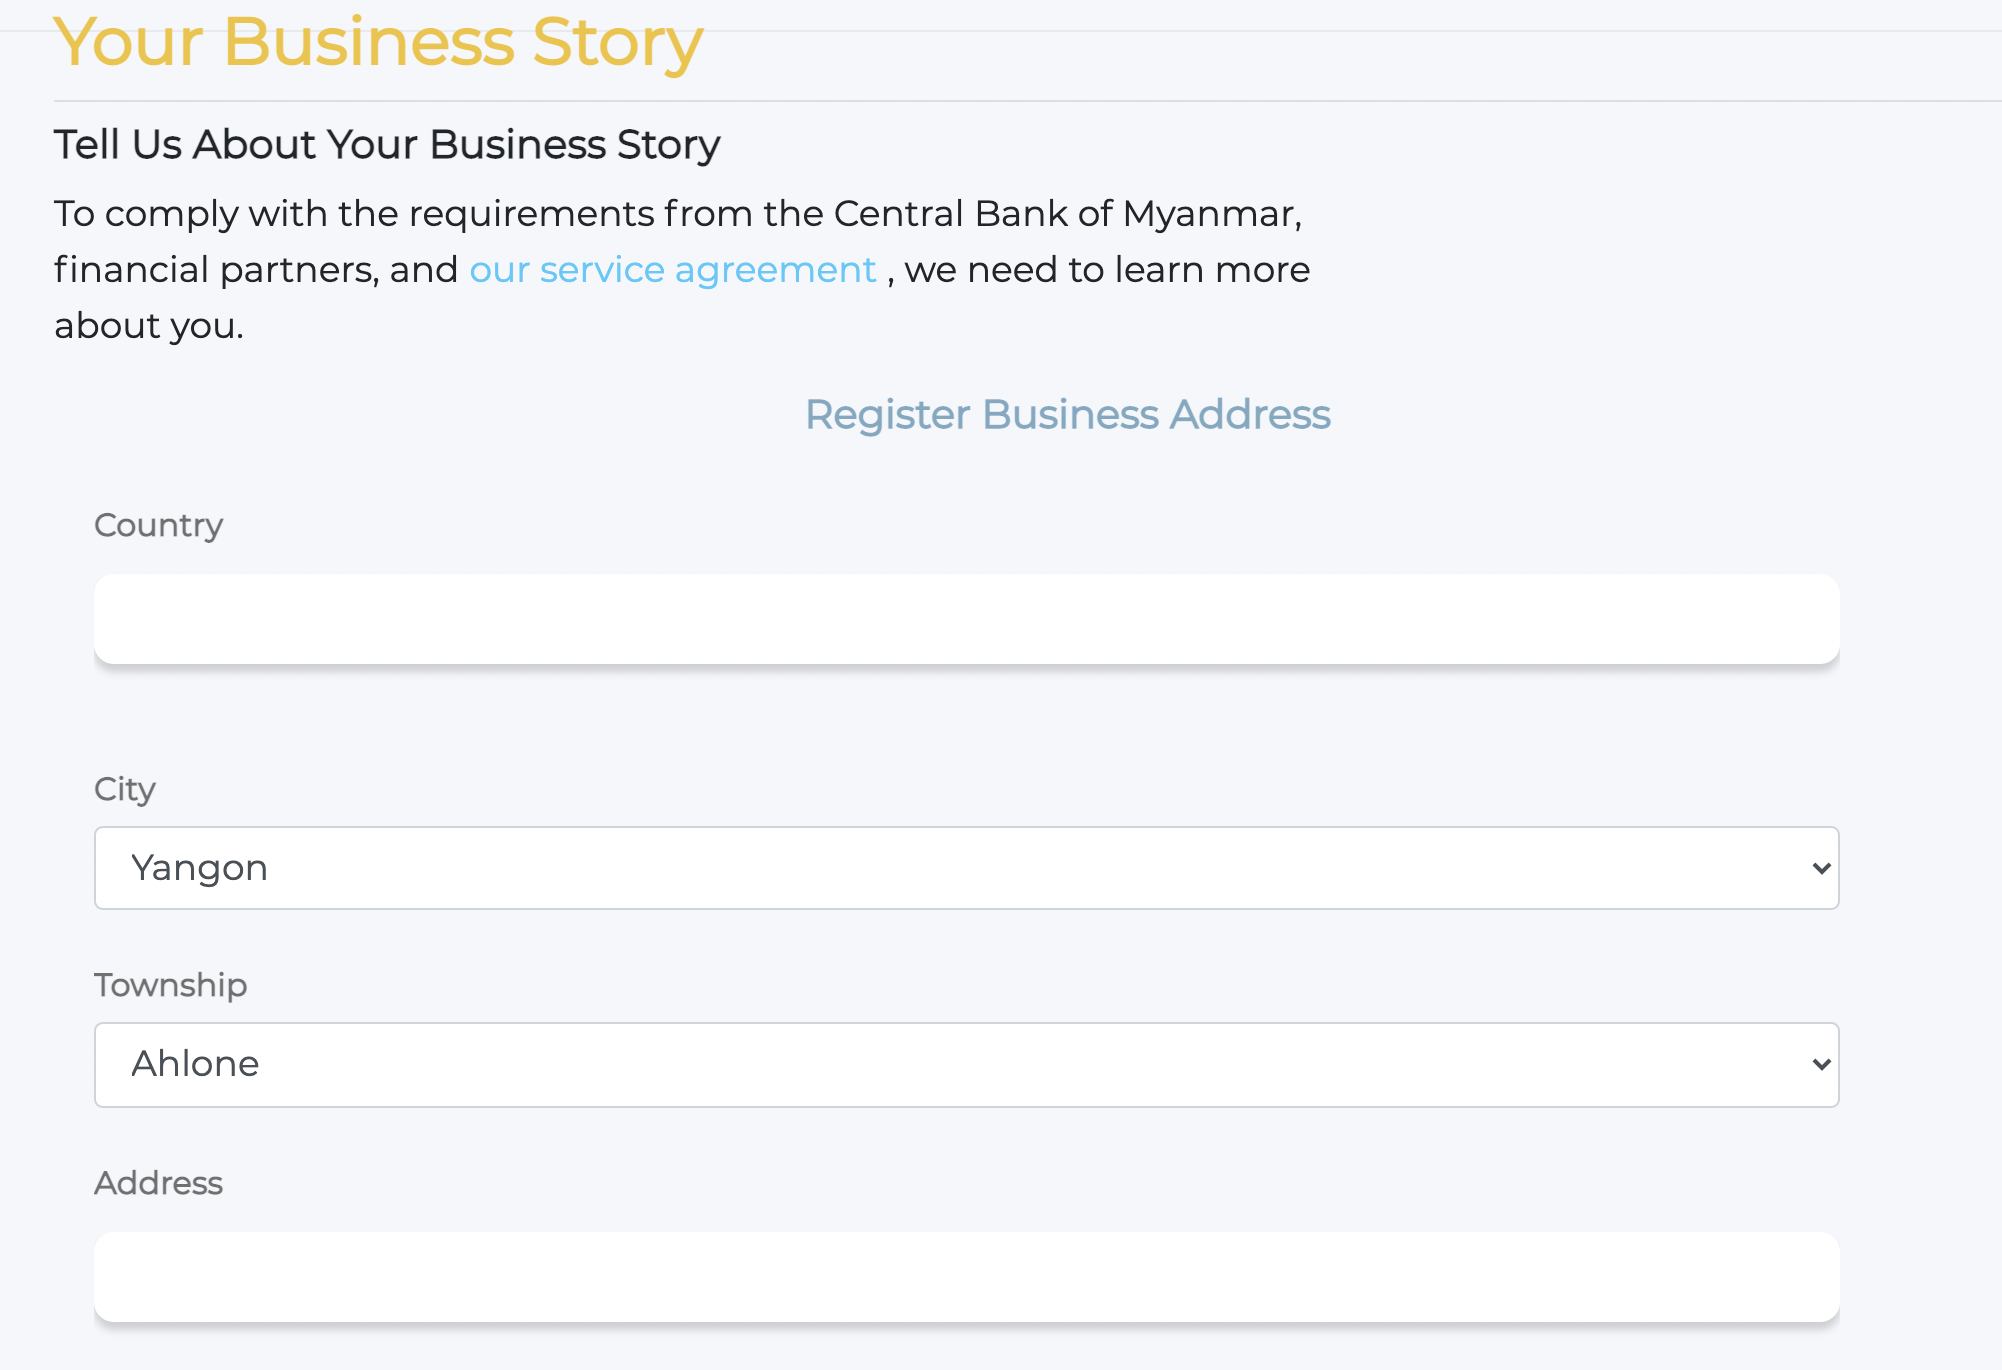 Your Business Story
Tell Us About Your Business Story
To comply with the requirements from the Central Bank of Myanmar,
financial partners, and our service agreement , we need to learn more
about you.
Register Business Address
Country
City
Yangon
Township
Ahlone
Address